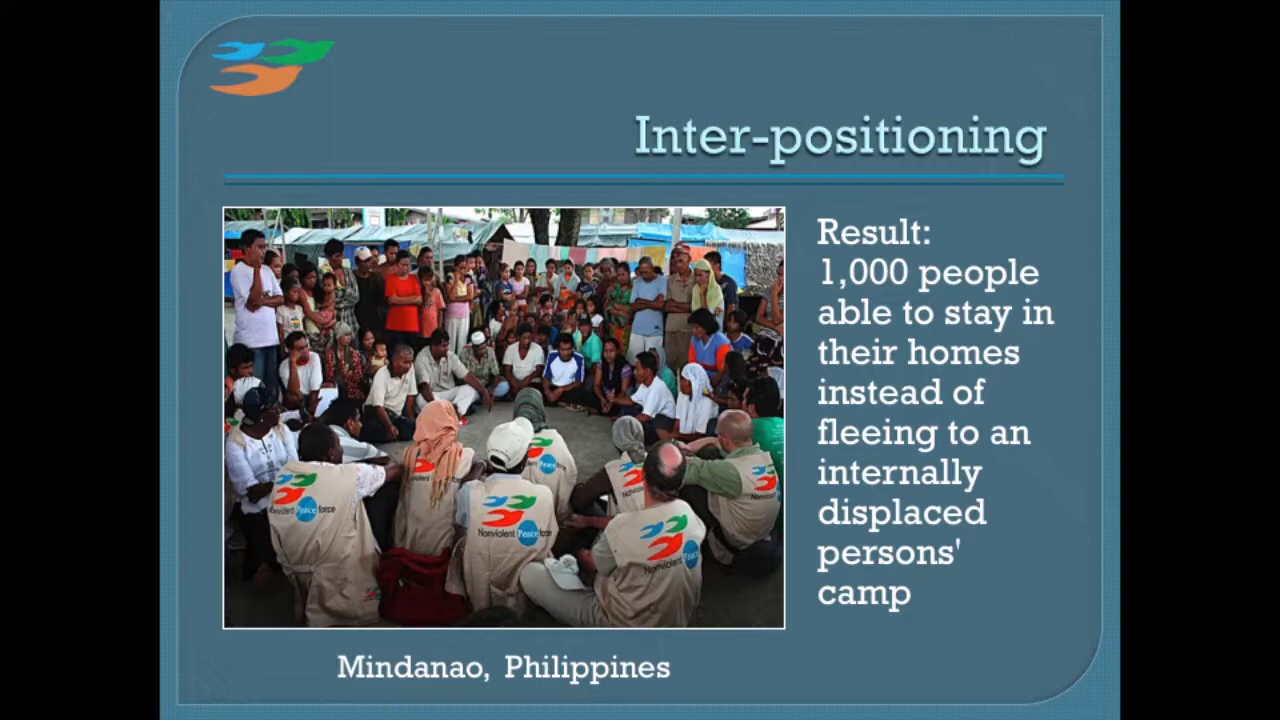 Inter-positioning
Result:
1,000 people
able to stay in
their homes
instead of
fleeing to an
internally
displaced
persons'
camp
Nonviolent Peaceforce
Nonviolent Peace
Mindanao, Philippines